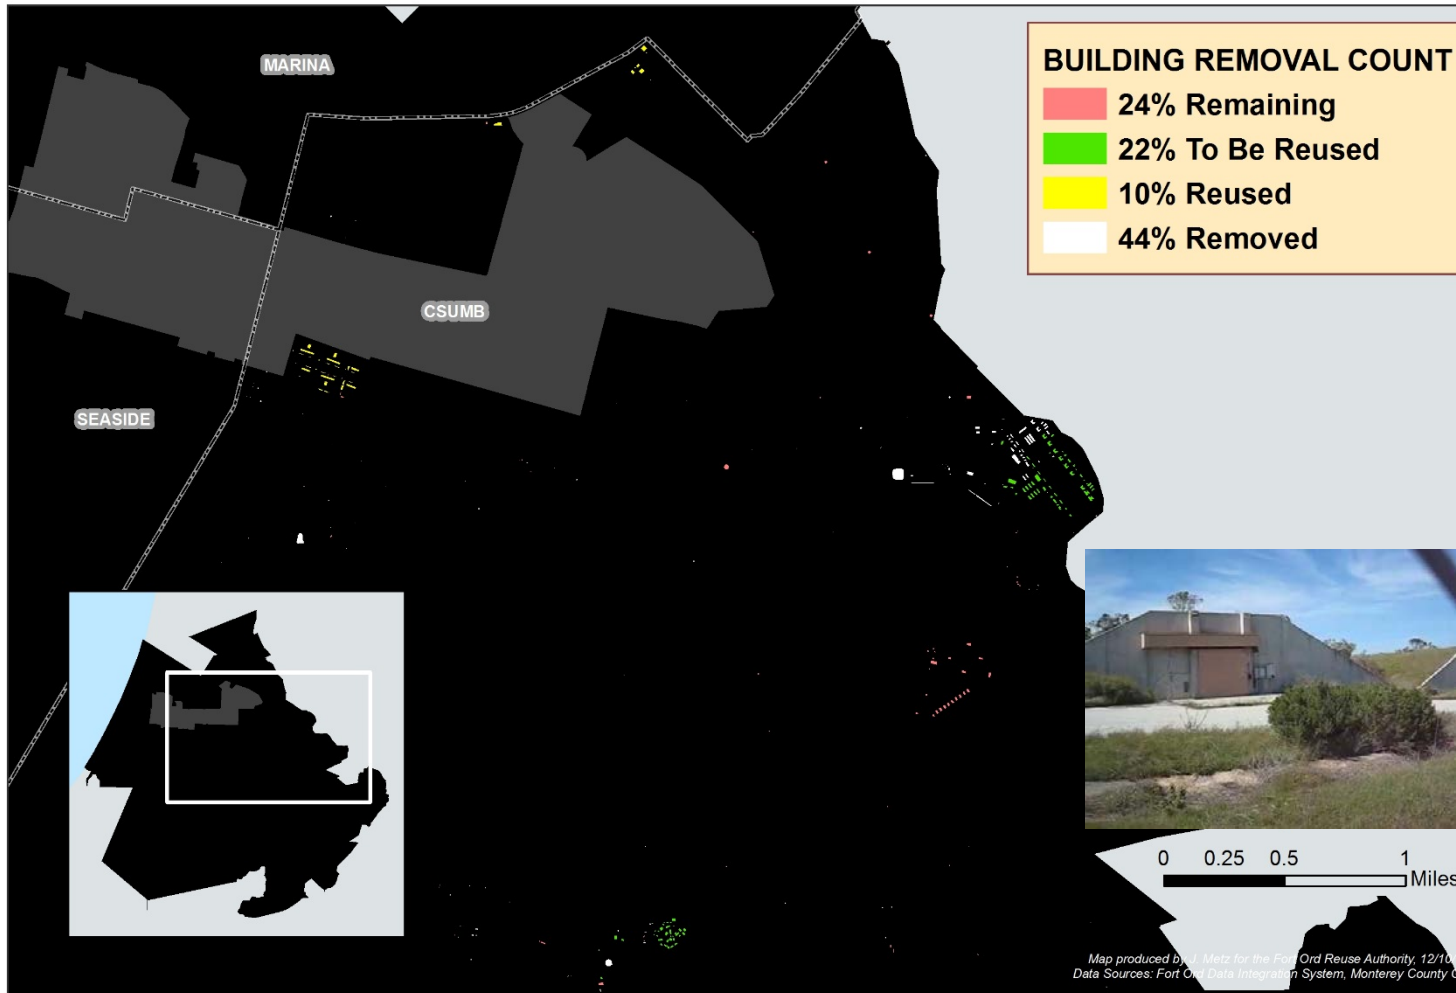 MARINA
BUILDING REMOVAL COUNT
24% Remaining
22% To Be Reused
10% Reused
44% Removed
CSUMB
SEASIDE
0 0.25 0.5 1
Miles
Map produced by J. Metz for the Fort Ord Reuse Authority, 12/10
Data Sources: Fort Ord Data Integration System, Monterey County